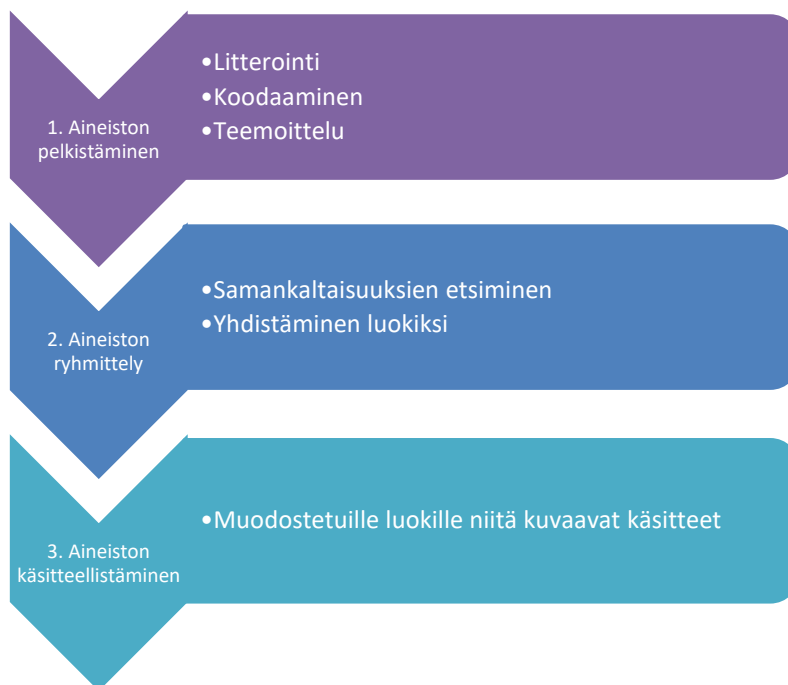 1. Aineiston
pelkistäminen
•Litterointi
•Koodaaminen
•Teemoittelu
2. Aineiston
ryhmittely
•Samankaltaisuuksien etsiminen
•Yhdistäminen luokiksi
3. Aineiston
käsitteellistäminen
•Muodostetuille luokille niitä kuvaavat käsitteet